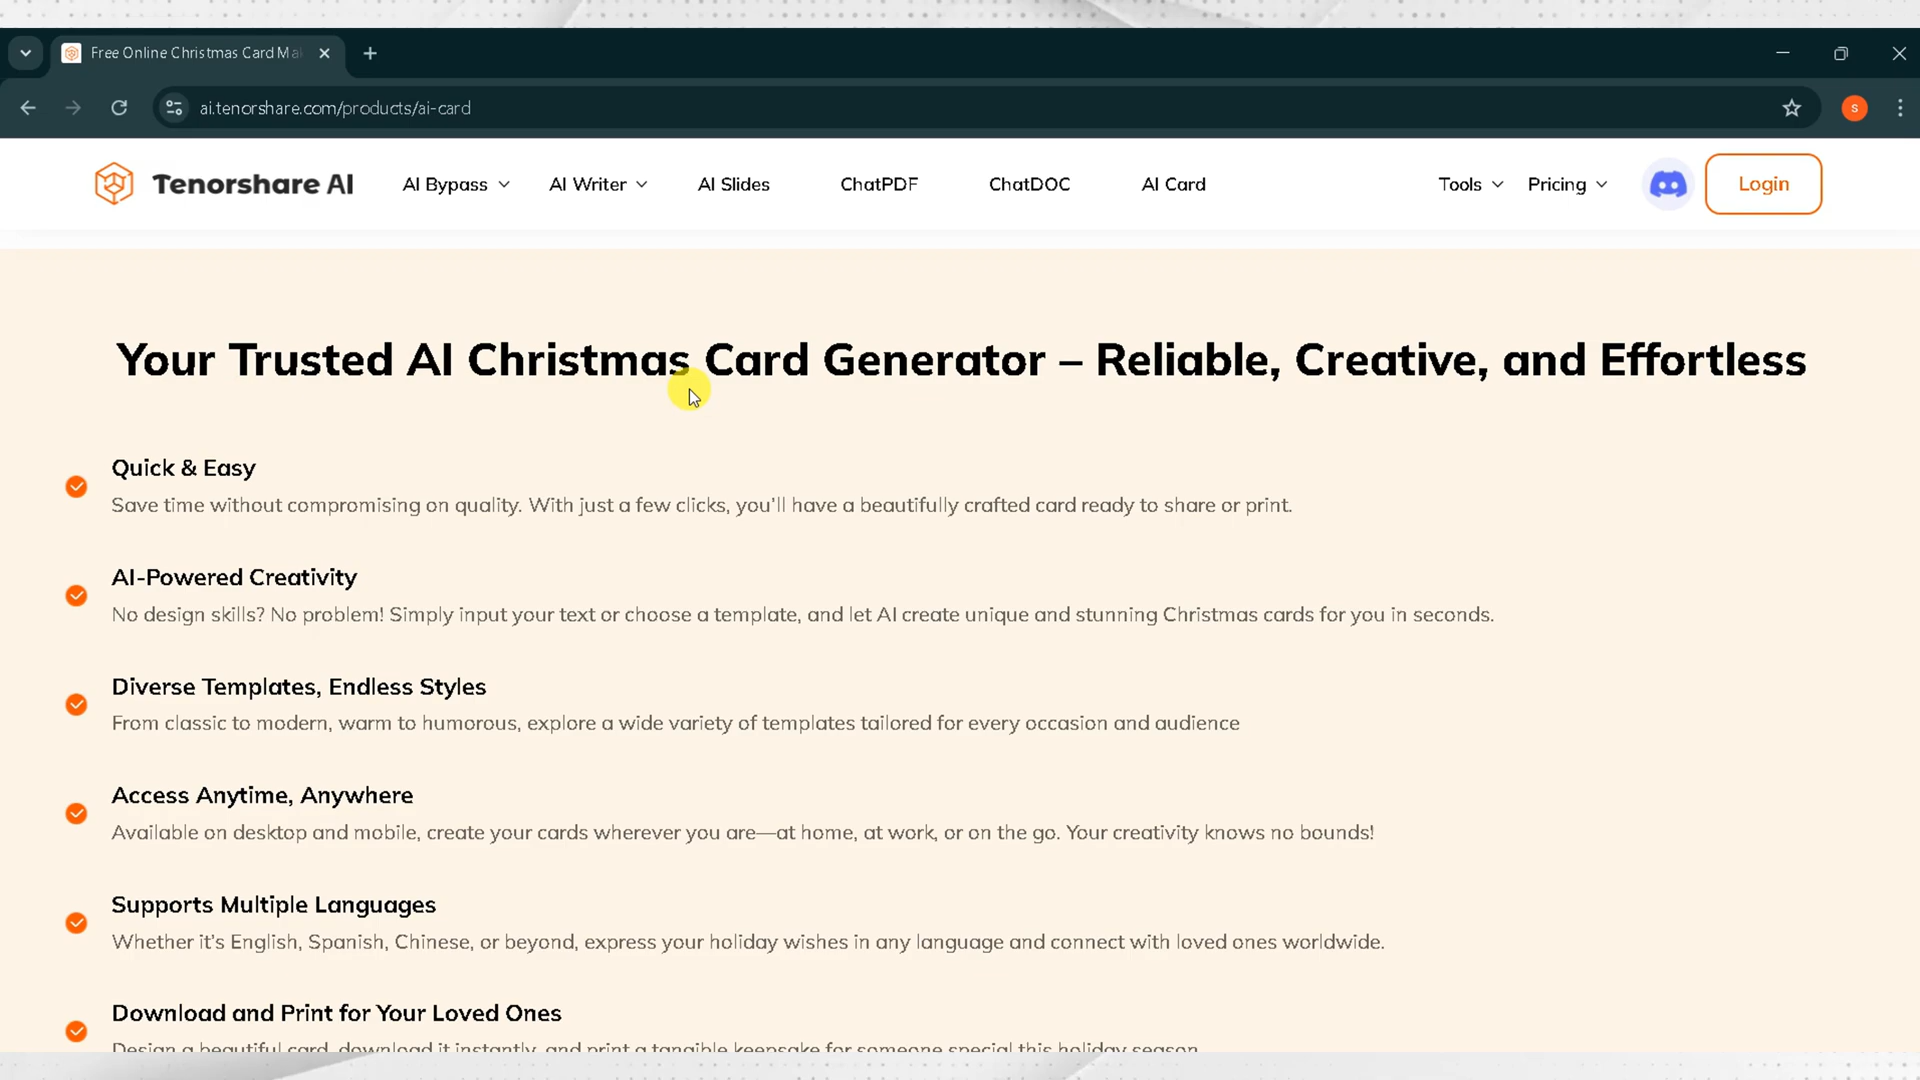 Free Online Christmas Card Mak
ai.tenorshare.com/products/ai-card
S
Tenorshare AI
AI Bypass
AI Writer
AI Slides
ChatPDF
ChatDOC
AI Card
Tools
Pricing
Login
Your Trusted AI Christmas Card Generator – Reliable, Creative, and Effortless
Quick & Easy
Save time without compromising on quality. With just a few clicks, you'll have a beautifully crafted card ready to share or print.
AI-Powered Creativity
No design skills? No problem! Simply input your text or choose a template, and let AI create unique and stunning Christmas cards for you in seconds.
Diverse Templates, Endless Styles
From classic to modern, warm to humorous, explore a wide variety of templates tailored for every occasion and audience
Access Anytime, Anywhere
Available on desktop and mobile, create your cards wherever you are—at home, at work, or on the go. Your creativity knows no bounds!
Supports Multiple Languages
Whether it's English, Spanish, Chinese, or beyond, express your holiday wishes in any language and connect with loved ones worldwide.
Download and Print for Your Loved Ones
Design a beautiful card, download it instantly, and print a tangible keepsake for someone special this holiday season.